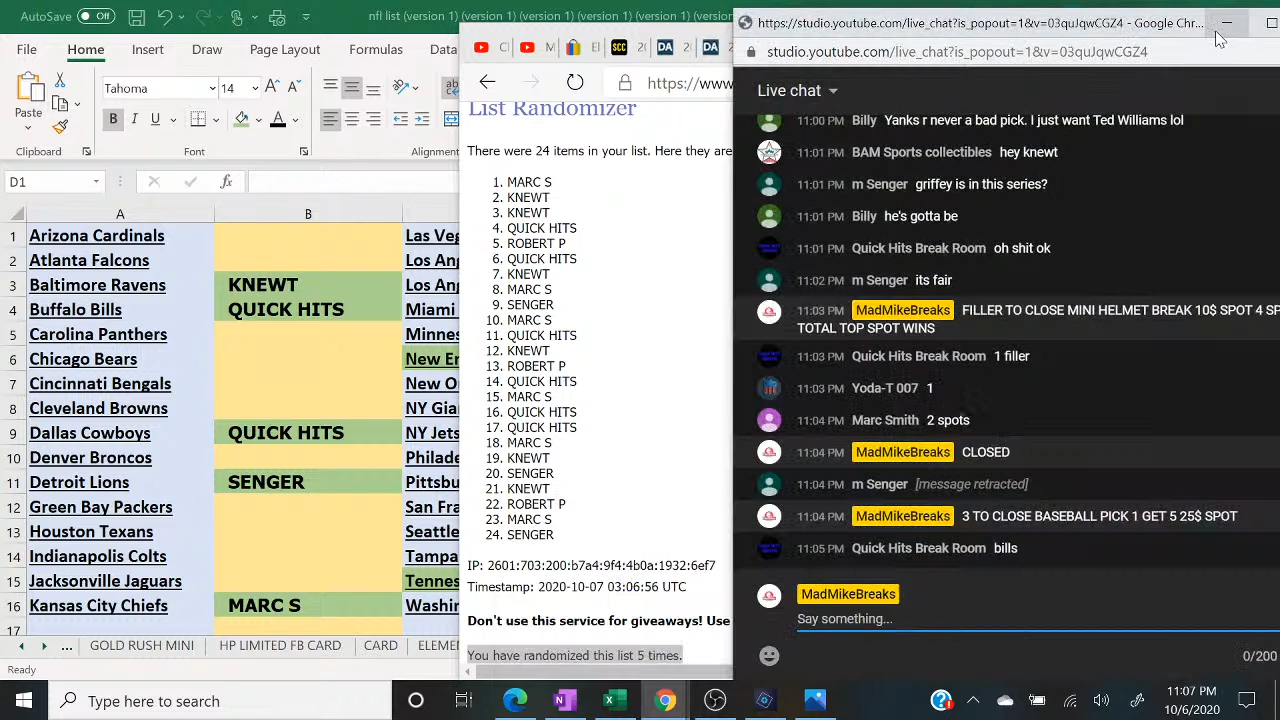 AutoSave Off
nfl list (version 1)
nfl list (version 1)
https://studio.youtube.com/live_chat?is_popout=1&v=03quJqwCGZ4 - Google Chr...
File Home Insert Draw Page Layout
studio.youtube.com/live_chat?is_popout=1&v=03quJqwCGZ4
https://www
Paste
Tahoma 14
Clipboard Font Alignm
D1
fx
A B
1 Arizona Cardinals Las Veg
2 Atlanta Falcons Los Ang
3 Baltimore Ravens KNEWT Los Ang
4 Buffalo Bills QUICK HITS Miami
5 Carolina Panthers Minnes
6 Chicago Bears New En
7 Cincinnati Bengals New O
8 Cleveland Browns NY Gia
9 Dallas Cowboys QUICK HITS NY Jets
10 Denver Broncos Philade
11 Detroit Lions SENGER Pittsbu
12 Green Bay Packers San Fra
13 Houston Texans Seattle
14 Indianapolis Colts Tampa
15 Jacksonville Jaguars Tennes
16 Kansas City Chiefs MARC S Washin
17
... GOLD RUSH MINI HP LIMITED FB CARD CARD ELEME
Ready
List Randomizer
There were 24 items in your list. Here they are
1. MARC S
2. KNEWT
3. KNEWT
4. QUICK HITS
5. ROBERT P
6. QUICK HITS
7. KNEWT
8. MARC S
9. SENGER
10. MARC S
11. QUICK HITS
12. KNEWT
13. ROBERT P
14. QUICK HITS
15. MARC S
16. QUICK HITS
17. QUICK HITS
18. MARC S
19. KNEWT
20. SENGER
21. KNEWT
22. ROBERT P
23. MARC S
24. SENGER
IP: 2601:703:200:b7a4:9f4:4b0a:1932:6ef7
Timestamp: 2020-10-07 03:06:56 UTC
Don't use this service for giveaways! Use
You have randomized this list 5 times.
Live chat
11:00 PM Billy Yanks r never a bad pick. I just want Ted Williams lol
11:01 PM BAM Sports collectibles hey knewt
11:01 PM m Senger griffey is in this series?
11:01 PM Billy he's gotta be
11:01 PM Quick Hits Break Room oh shit ok
11:02 PM m Senger its fair
11:03 PM MadMikeBreaks FILLER TO CLOSE MINI HELMET BREAK 10$ SPOT 4 SP
TOTAL TOP SPOT WINS
11:03 PM Quick Hits Break Room 1 filler
11:03 PM Yoda-T 007 1
11:04 PM Marc Smith 2 spots
11:04 PM MadMikeBreaks CLOSED
11:04 PM m Senger [message retracted]
11:04 PM MadMikeBreaks 3 TO CLOSE BASEBALL PICK 1 GET 5 25$ SPOT
11:05 PM Quick Hits Break Room bills
MadMikeBreaks
Say something...
0/200
Type here to search
11:07 PM
10/6/2020